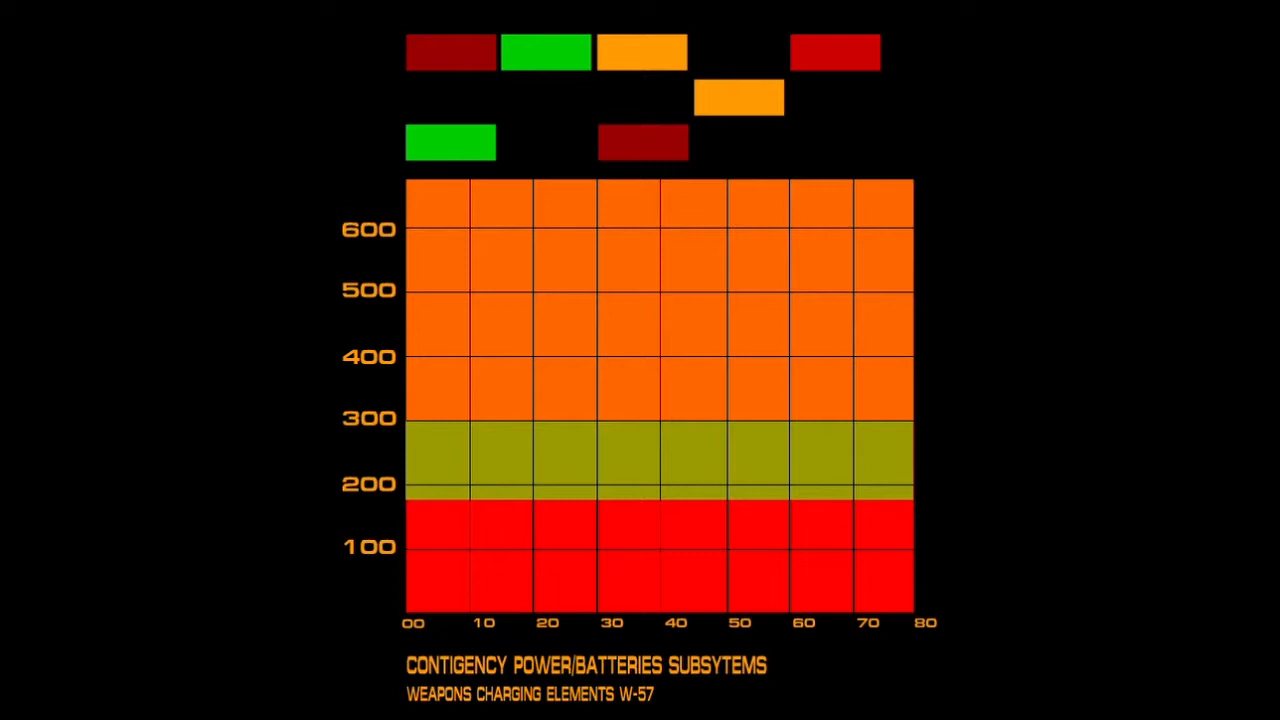 600
500
400
300
200
100
00 10 20 30 40 50 60 70 80
CONTIGENCY POWER/BATTERIES SUBSYTEMS
WEAPONS CHARGING ELEMENTS W-57